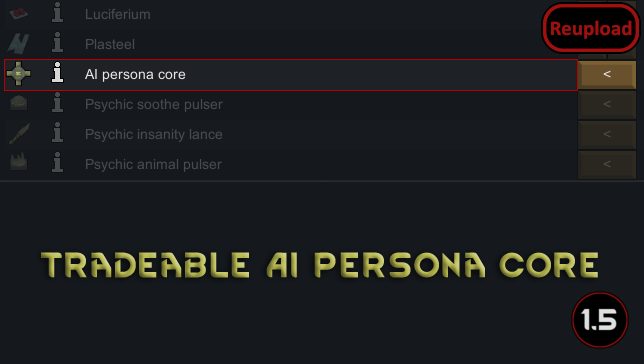 Luciferium
Reupload
Plasteel
AI persona core
<
Psychic soothe pulser
<
Psychic insanity lance
<
Psychic animal pulser
<
TRADEABLE AI PERSONA CORE
1.5